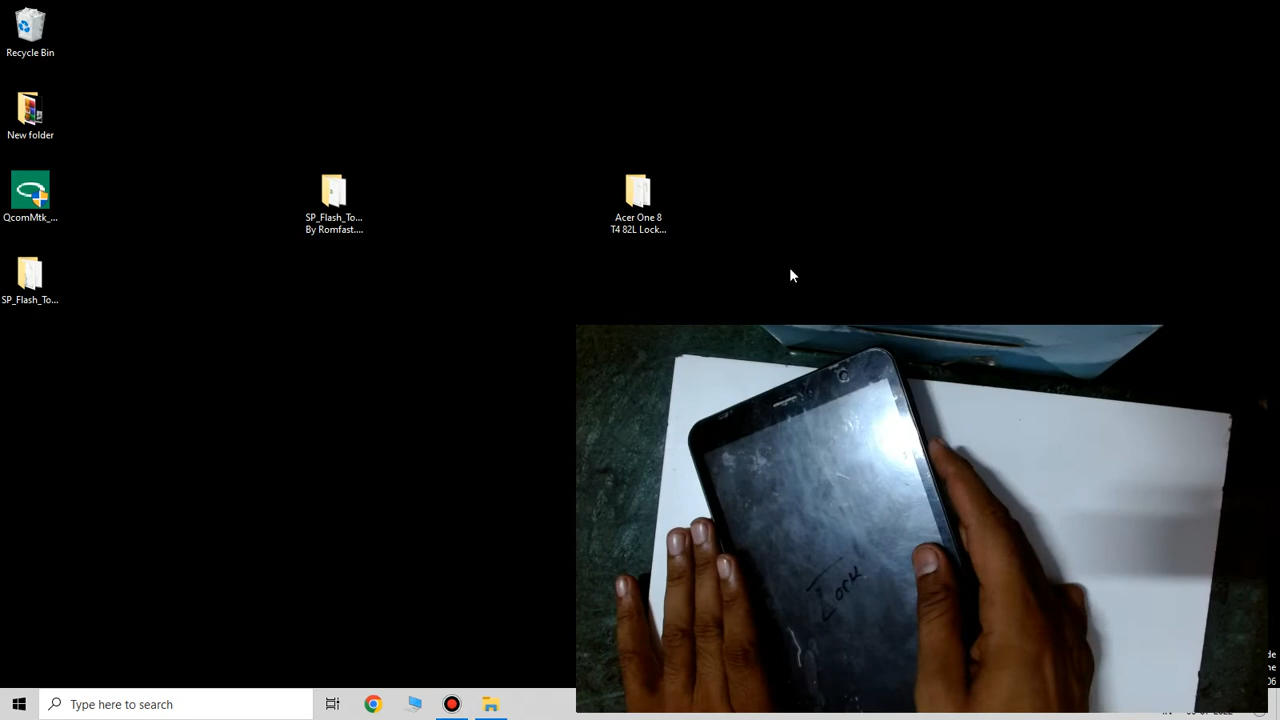 Recycle Bin
New folder
QcomMtk_...
SP_Flash_To...
SP_Flash_To...
By Romfast....
Acer One 8
T4 82L Lock...
Type here to search